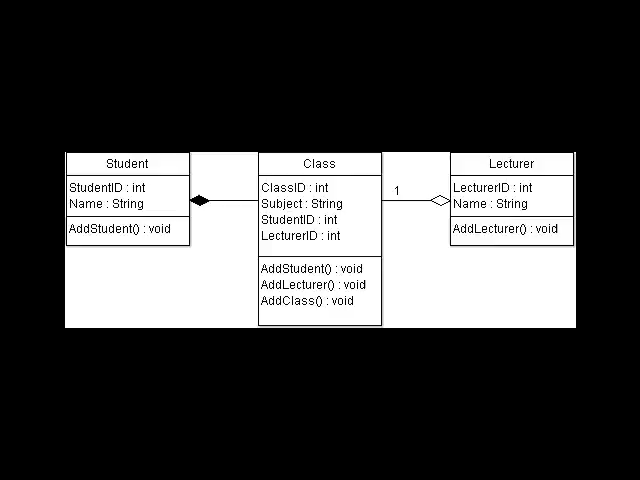 Student
StudentID : int
Name : String
AddStudent() : void
Class
ClassID : int
Subject : String
StudentID : int
LecturerID : int
AddStudent() : void
AddLecturer() : void
AddClass() : void
1
Lecturer
LecturerID : int
Name : String
AddLecturer() : void